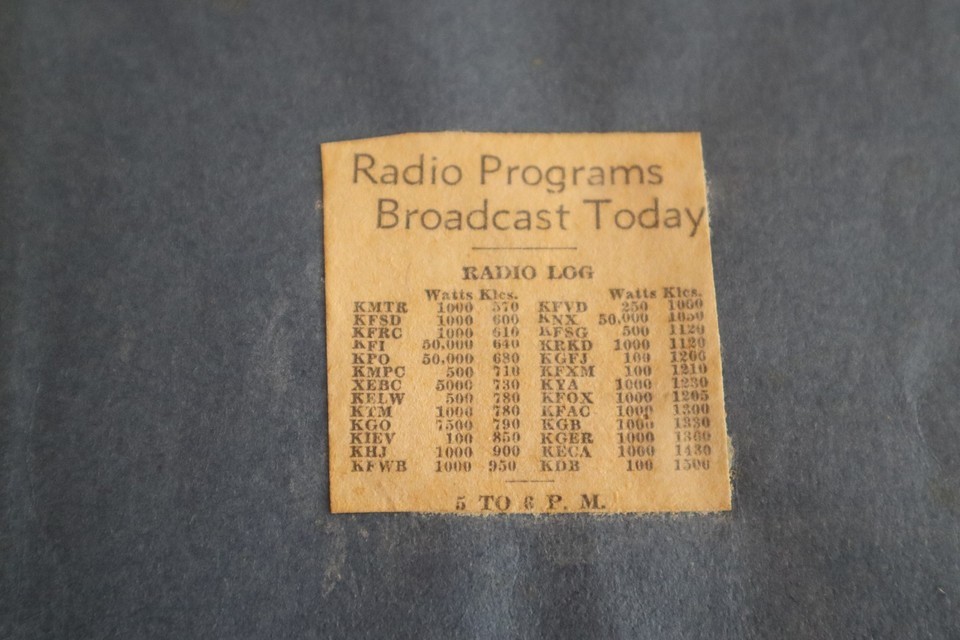 Radio Programs
Broadcast Today
RADIO LOG
Watts Klcs. Watts Klcs.
KMTR 1000 570 KFVD 250 1000
KFSD 1000 600 KNX 50,000 1050
KFRC 1000 610 KFSG 500 1120
KFI 50,000 640 KRKD 1000 1120
KPO 50,000 680 KGFJ 100 1200
KMPC 500 710 KFXM 100 1210
XEBC 5000 730 KYA 1000 1230
KELW 500 780 KFOX 1000 1205
KTM 1000 780 KFAC 1000 1300
KGO 7500 790 KGB 1000 1330
KIEV 100 850 KGER 1000 1360
KHJ 1000 900 KECA 1000 1430
KFWB 1000 950 KDB 100 1500
5 TO 6 P. M.